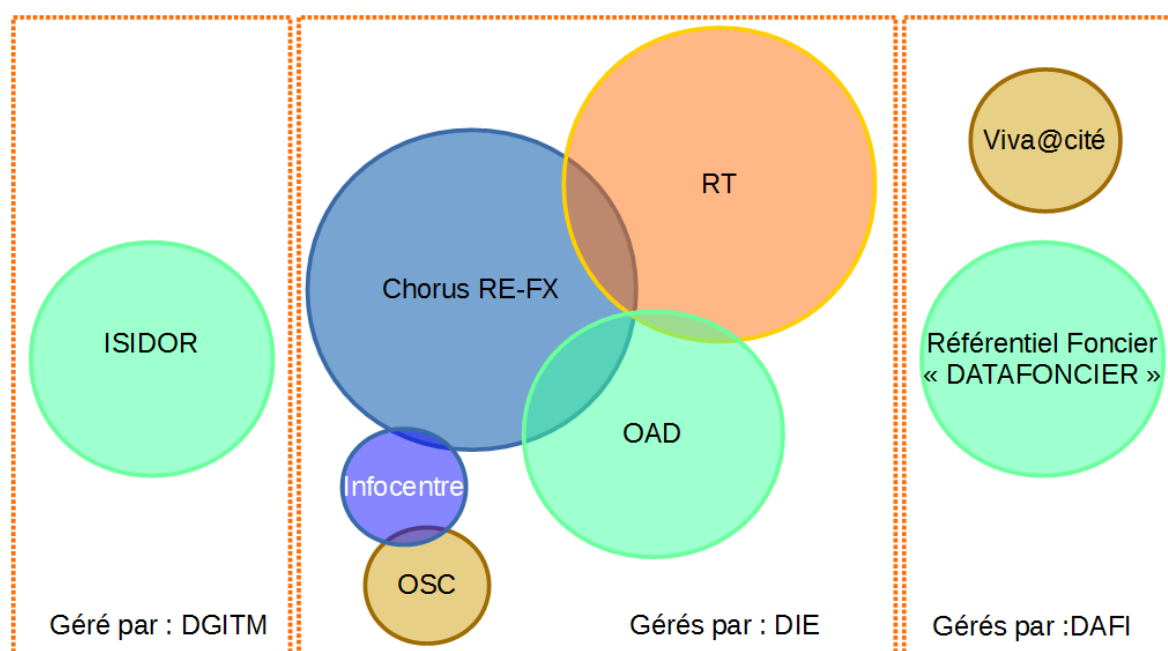 ISIDOR
Géré par : DGITM
RT
Chorus RE-FX
OAD
Infocentre
OSC
Gérés par : DIE
Viva@cité
Référentiel Foncier
« DATAFONCIER »
Gérés par :DAFI